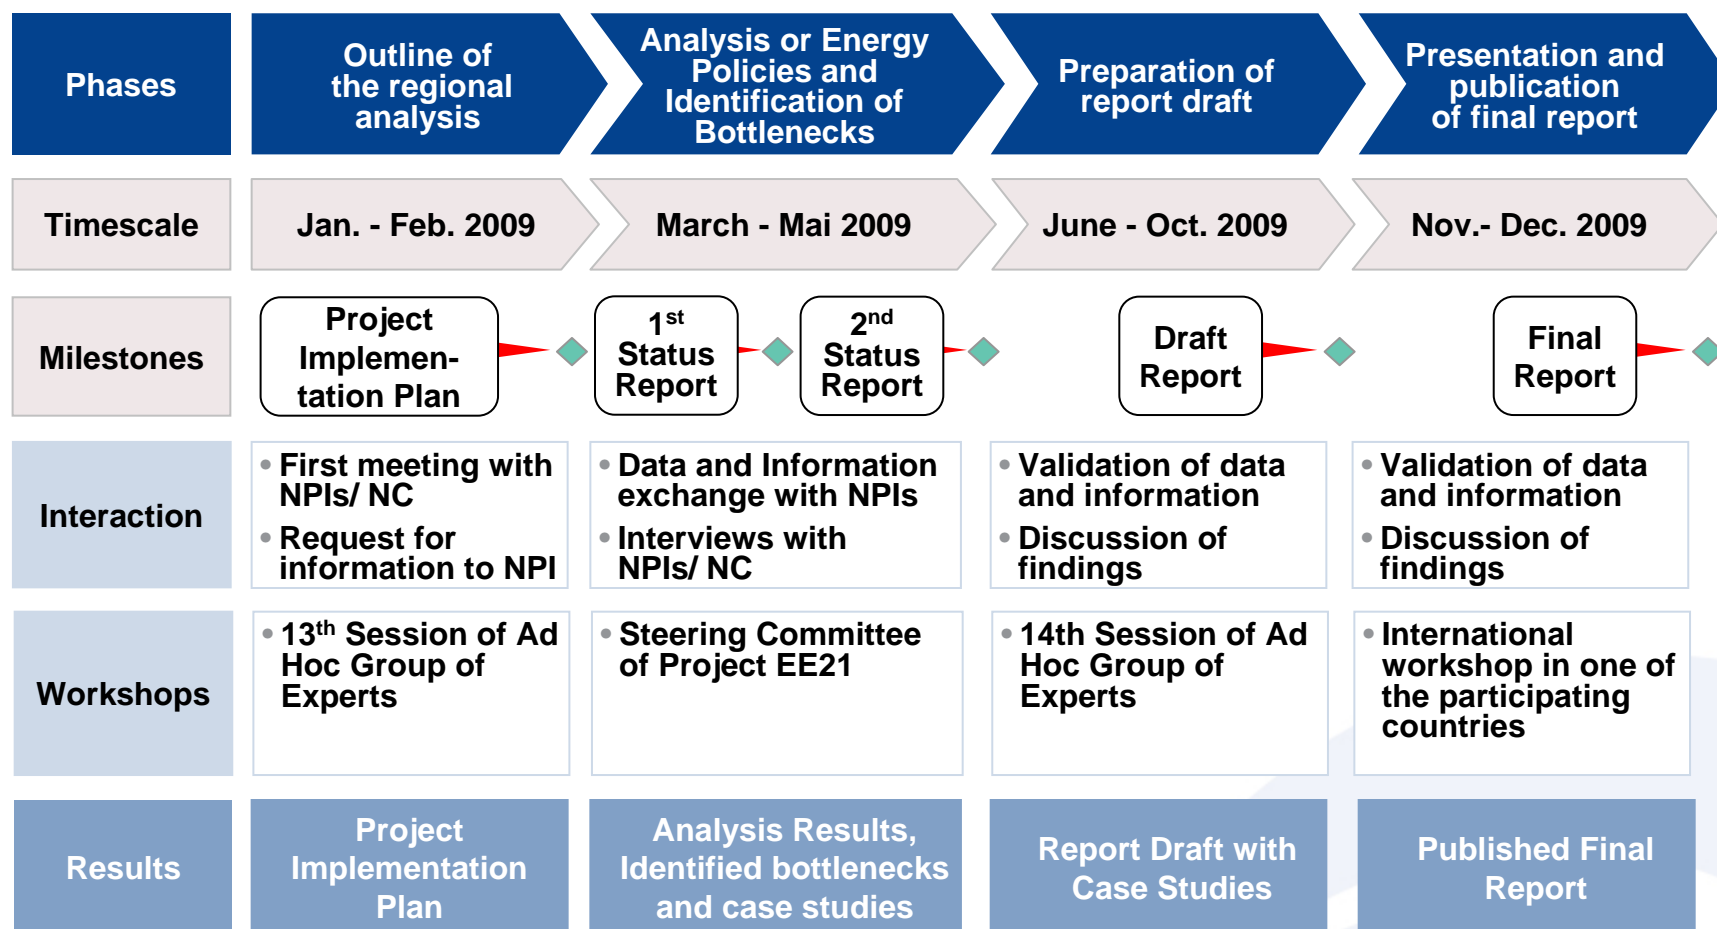 Phases
Outline of
the regional
analysis
Analysis or Energy
Policies and
Identification of
Bottlenecks
Preparation of
report draft
Presentation and
publication
of final report
Timescale
Jan. - Feb. 2009
March - Mai 2009
June - Oct. 2009
Nov.- Dec. 2009
Milestones
Project
Implemen-
tation Plan
1st
Status
Report
2nd
Status
Report
Draft
Report
Final
Report
Interaction
• First meeting with
NPIs/ NC
• Request for
information to NPI
• Data and Information
exchange with NPIs
• Interviews with
NPIs/ NC
• Validation of data
and information
• Discussion of
findings
• Validation of data
and information
• Discussion of
findings
Workshops
• 13th Session of Ad
Hoc Group of
Experts
• Steering Committee
of Project EE21
• 14th Session of Ad
Hoc Group of
Experts
• International
workshop in one of
the participating
countries
Results
Project
Implementation
Plan
Analysis Results,
Identified bottlenecks
and case studies
Report Draft with
Case Studies
Published Final
Report